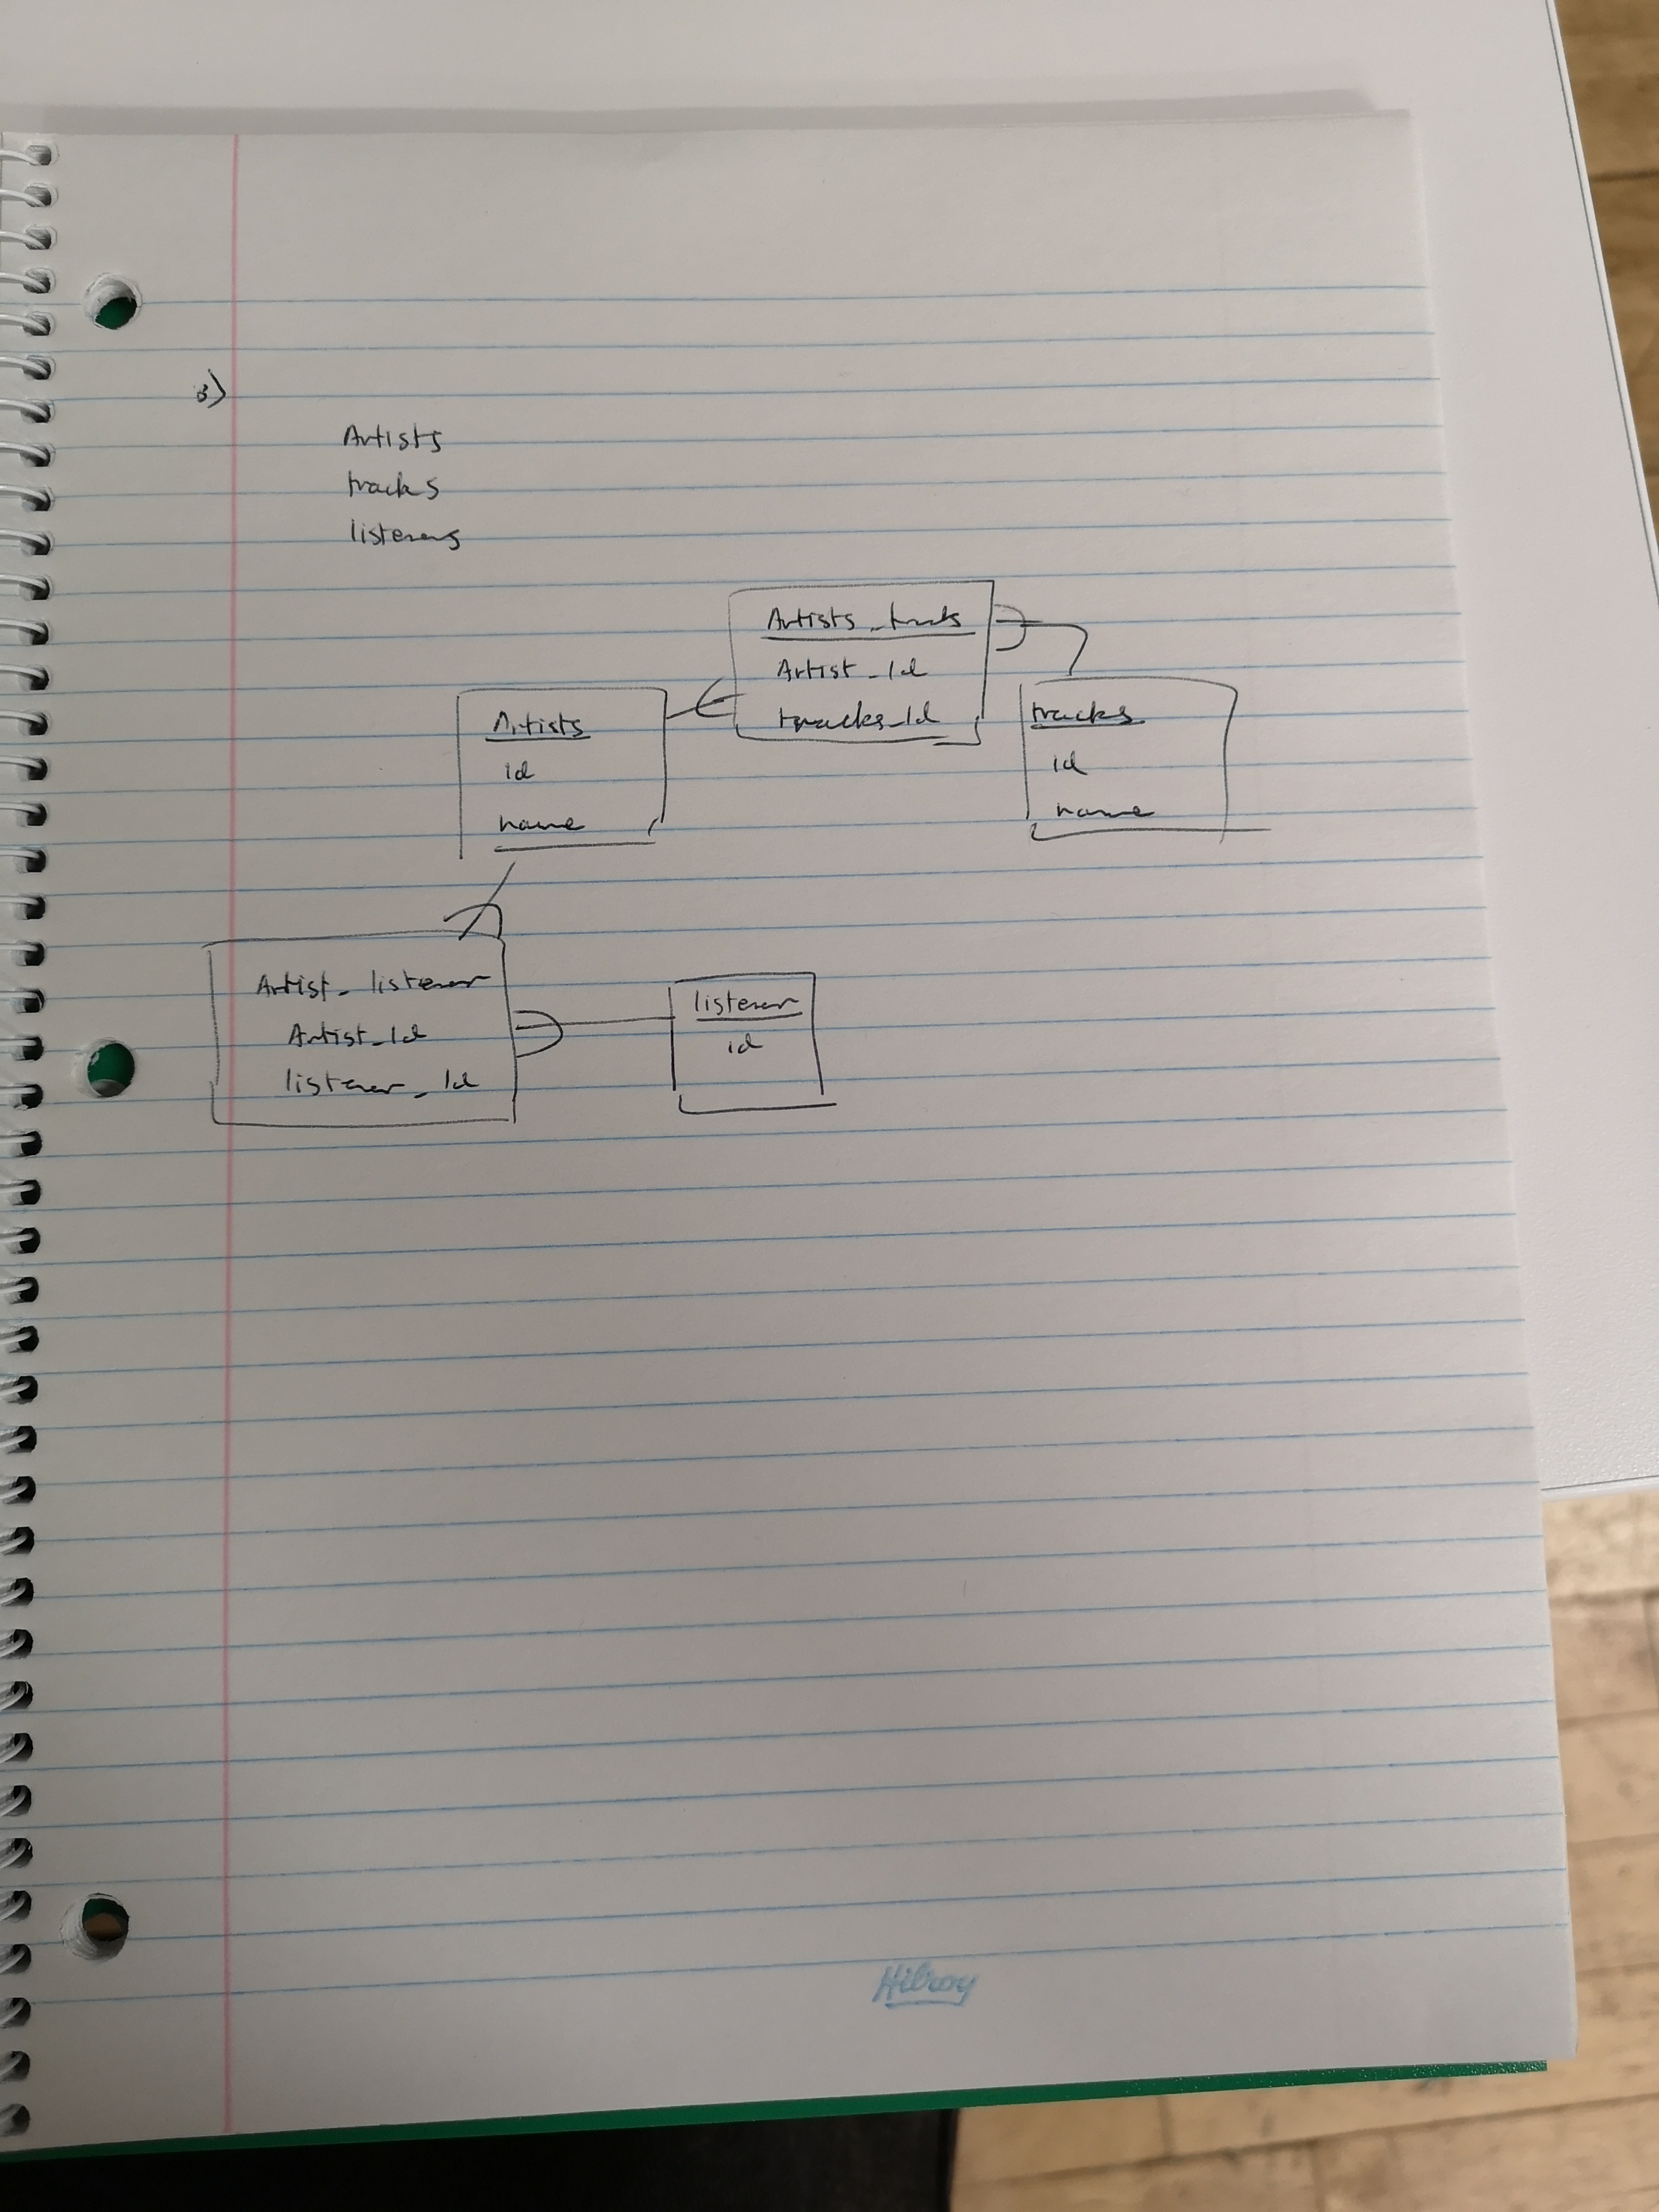 3)
Artists
tracks
listeners
Artists_tracks
Artist_Id
tracks_Id
Artists
id
name
tracks
id
name
Artist_listener
Artist_Id
listener_Id
listener
id
Hilroy